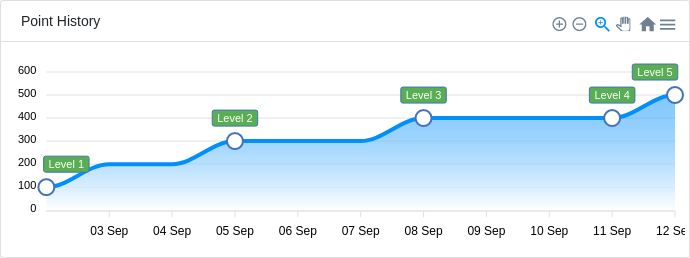 Point History
600
500
400
300
200
100
0
Level 1
Level 2
Level 3
Level 4
Level 5
03 Sep
04 Sep
05 Sep
06 Sep
07 Sep
08 Sep
09 Sep
10 Sep
11 Sep
12 Se